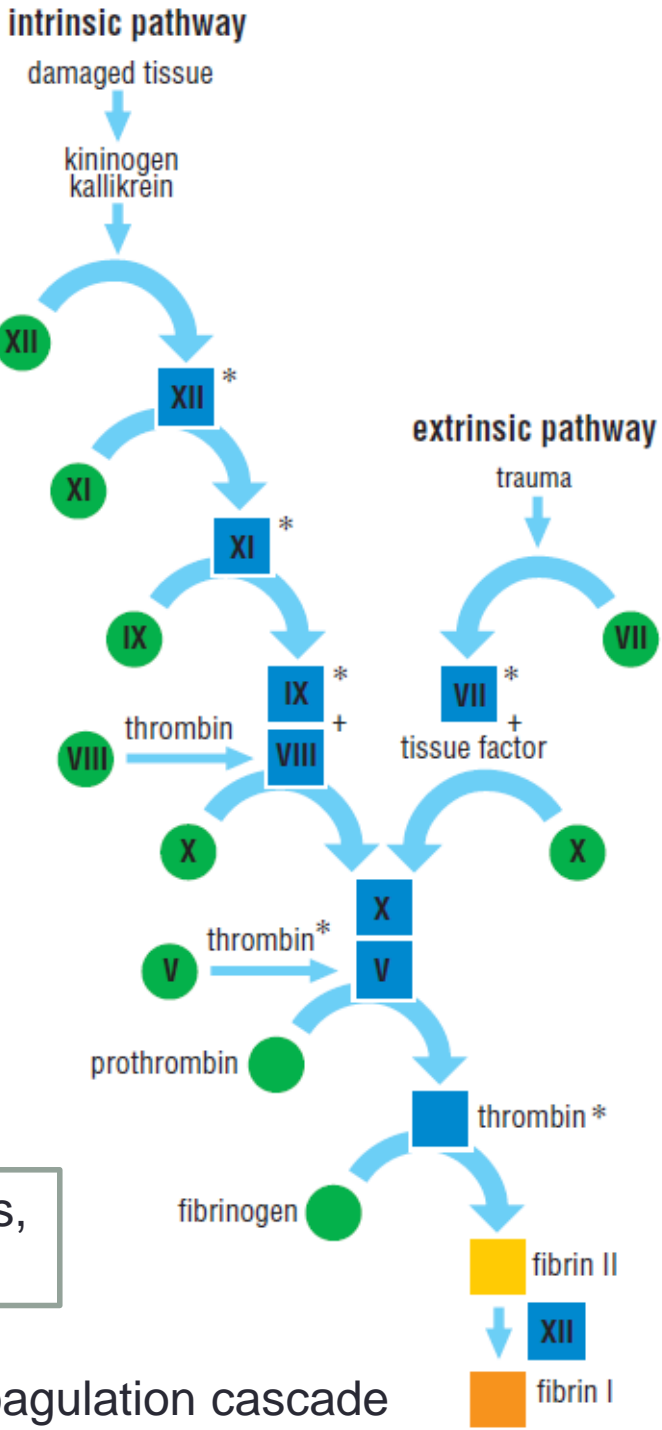 intrinsic pathway
damaged tissue
kininogen
kallikrein
XII
XII *
extrinsic pathway
trauma
XI
XI *
IX
VII
IX *
+
VII *
+
tissue factor
VIII
thrombin
VIII
X
X
X
thrombin*
V
V
prothrombin
thrombin *
fibrinogen
fibrin II
XII
fibrin I
s,
agulation cascade